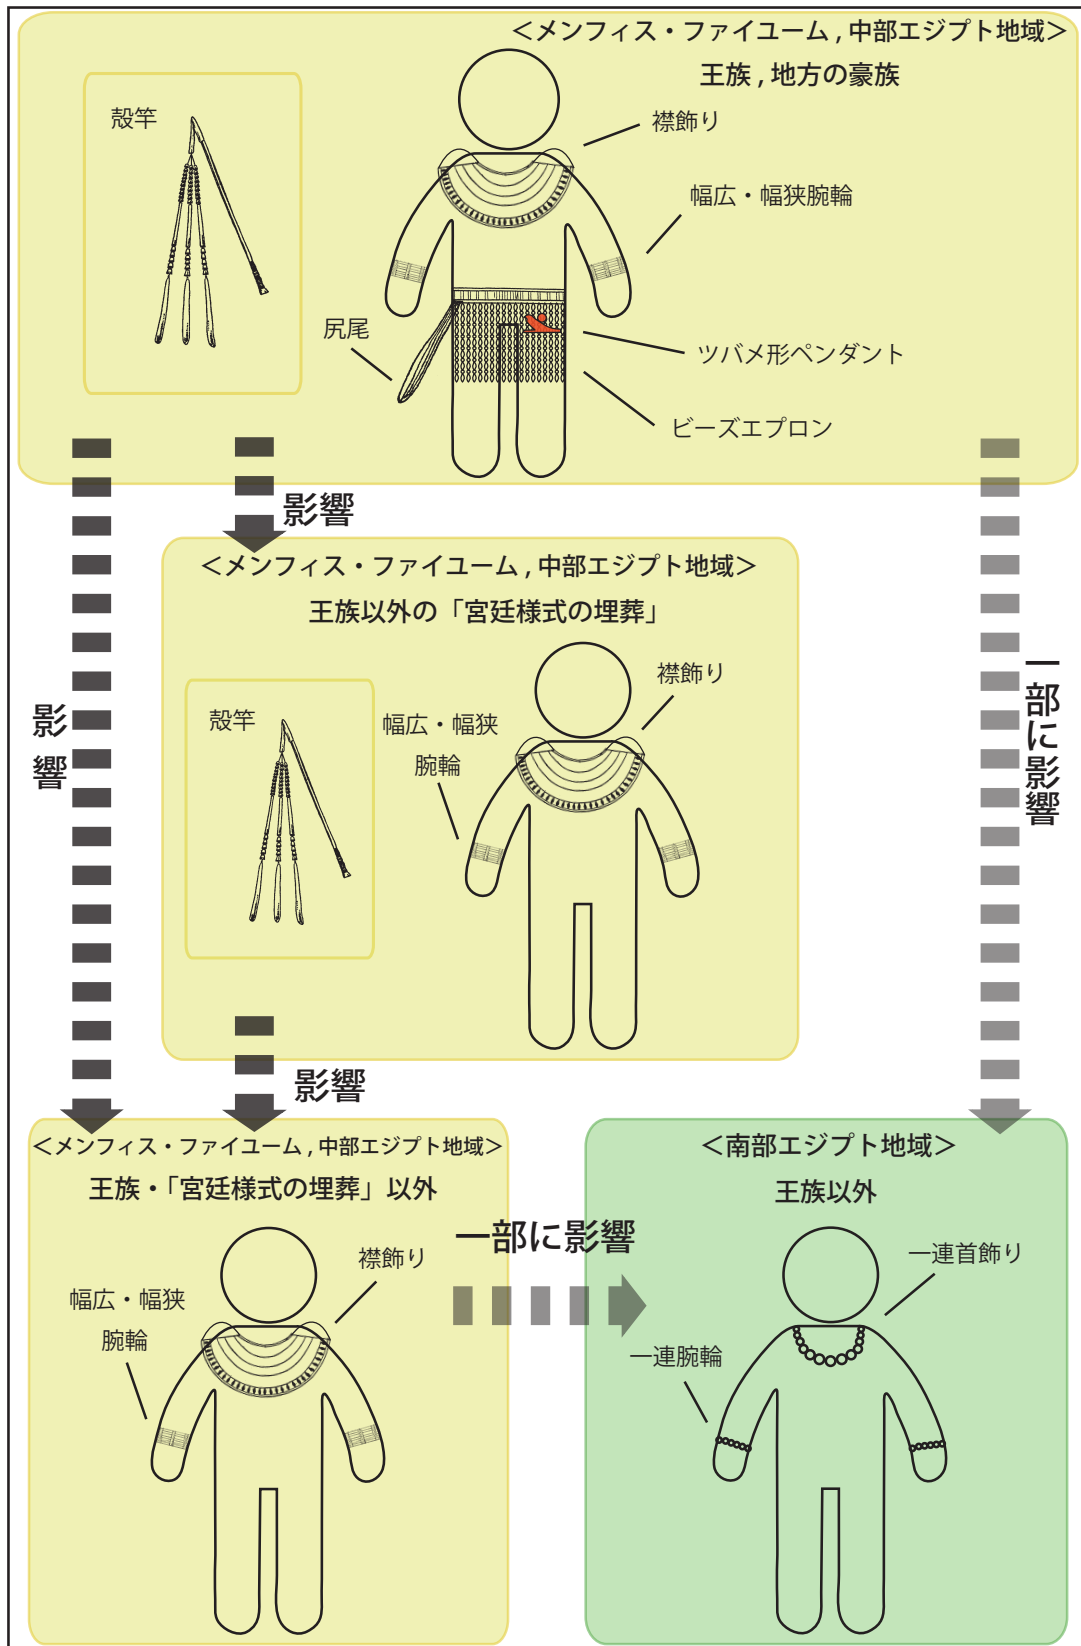 ＜メンフィス・ファイユーム , 中部エジプト地域＞
王族 , 地方の豪族
殻竿
襟飾り
幅広・幅狭腕輪
尻尾
ツバメ形ペンダント
ビーズエプロン
影響
＜メンフィス・ファイユーム , 中部エジプト地域＞
王族以外の「宮廷様式の埋葬」
殻竿
襟飾り
幅広・幅狭
腕輪
影響
一部に影響
影響
＜メンフィス・ファイユーム , 中部エジプト地域＞
王族・「宮廷様式の埋葬」以外
襟飾り
幅広・幅狭
腕輪
一部に影響
＜南部エジプト地域＞
王族以外
一連首飾り
一連腕輪